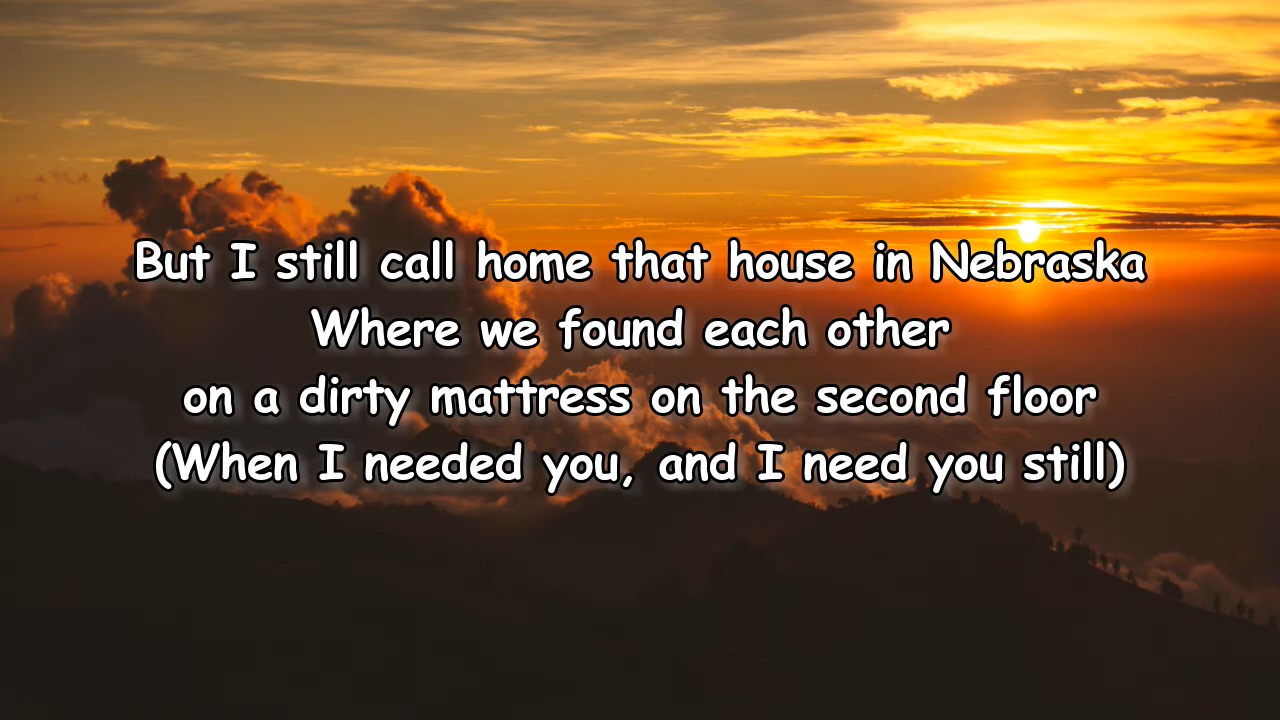 But I still call home that house in Nebraska
Where we found each other
on a dirty mattress on the second floor
(When I needed you, and I need you still)